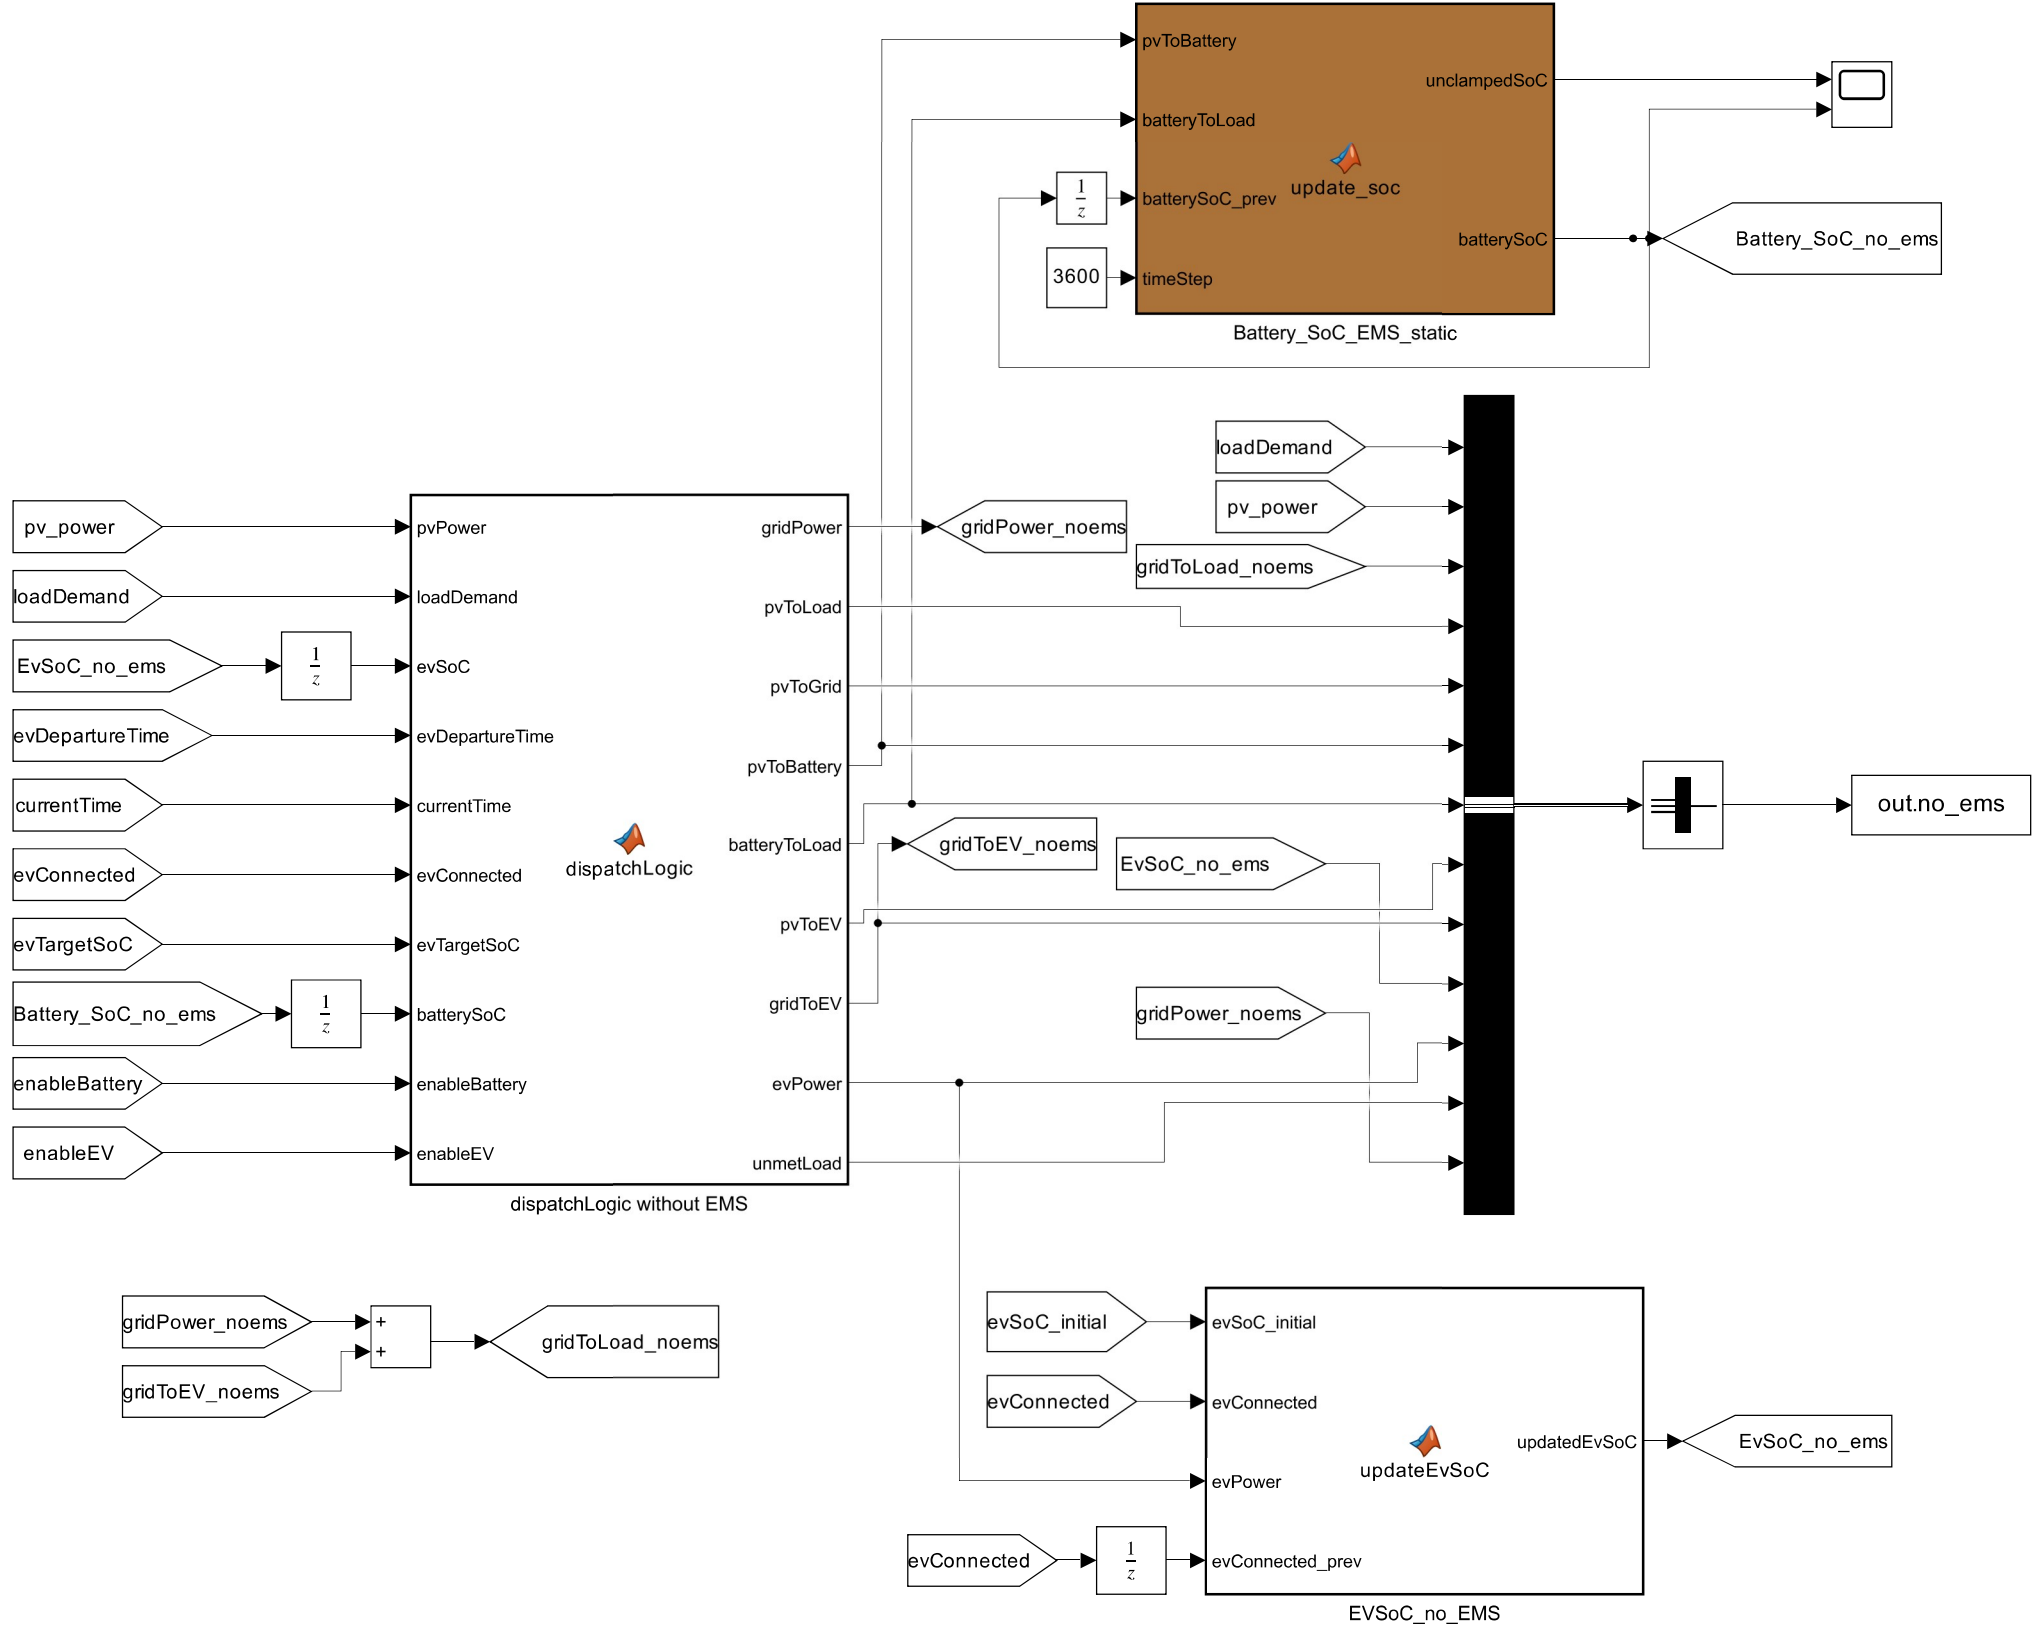 pvToBattery
batteryToLoad
1
z
batterySoC_prev
3600
timeStep
update_soc
unclampedSoC
batterySoC
Battery_SoC_no_ems
Battery_SoC_EMS_static
pv_power
loadDemand
EvSoC_no_ems
1
z
evDepartureTime
currentTime
evConnected
evTargetSoC
Battery_SoC_no_ems
1
z
enableBattery
enableEV
pvPower
loadDemand
evSoC
evDepartureTime
currentTime
evConnected
evTargetSoC
batterySoC
enableBattery
enableEV
dispatchLogic
gridPower
pvToLoad
pvToGrid
pvToBattery
batteryToLoad
pvToEV
gridToEV
evPower
unmetLoad
dispatchLogic without EMS
gridPower_noems
gridToEV_noems
loadDemand
pv_power
gridToLoad_noems
EvSoC_no_ems
gridPower_noems
out.no_ems
gridPower_noems
gridToEV_noems
+
+
gridToLoad_noems
evSoC_initial
evConnected
evConnected
1
z
evSoC_initial
evConnected
evPower
evConnected_prev
updateEvSoC
updatedEvSoC
EvSoC_no_ems
EVSoC_no_EMS